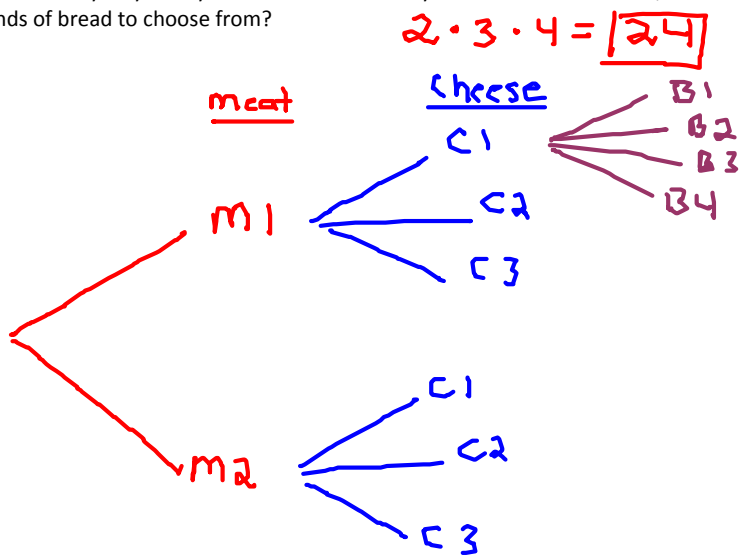 nds of bread to choose from?
2 · 3 · 4 = 24
meat
cheese
B1
B2
B3
B4
C1
C2
C3
M1
C1
C2
C3
M2